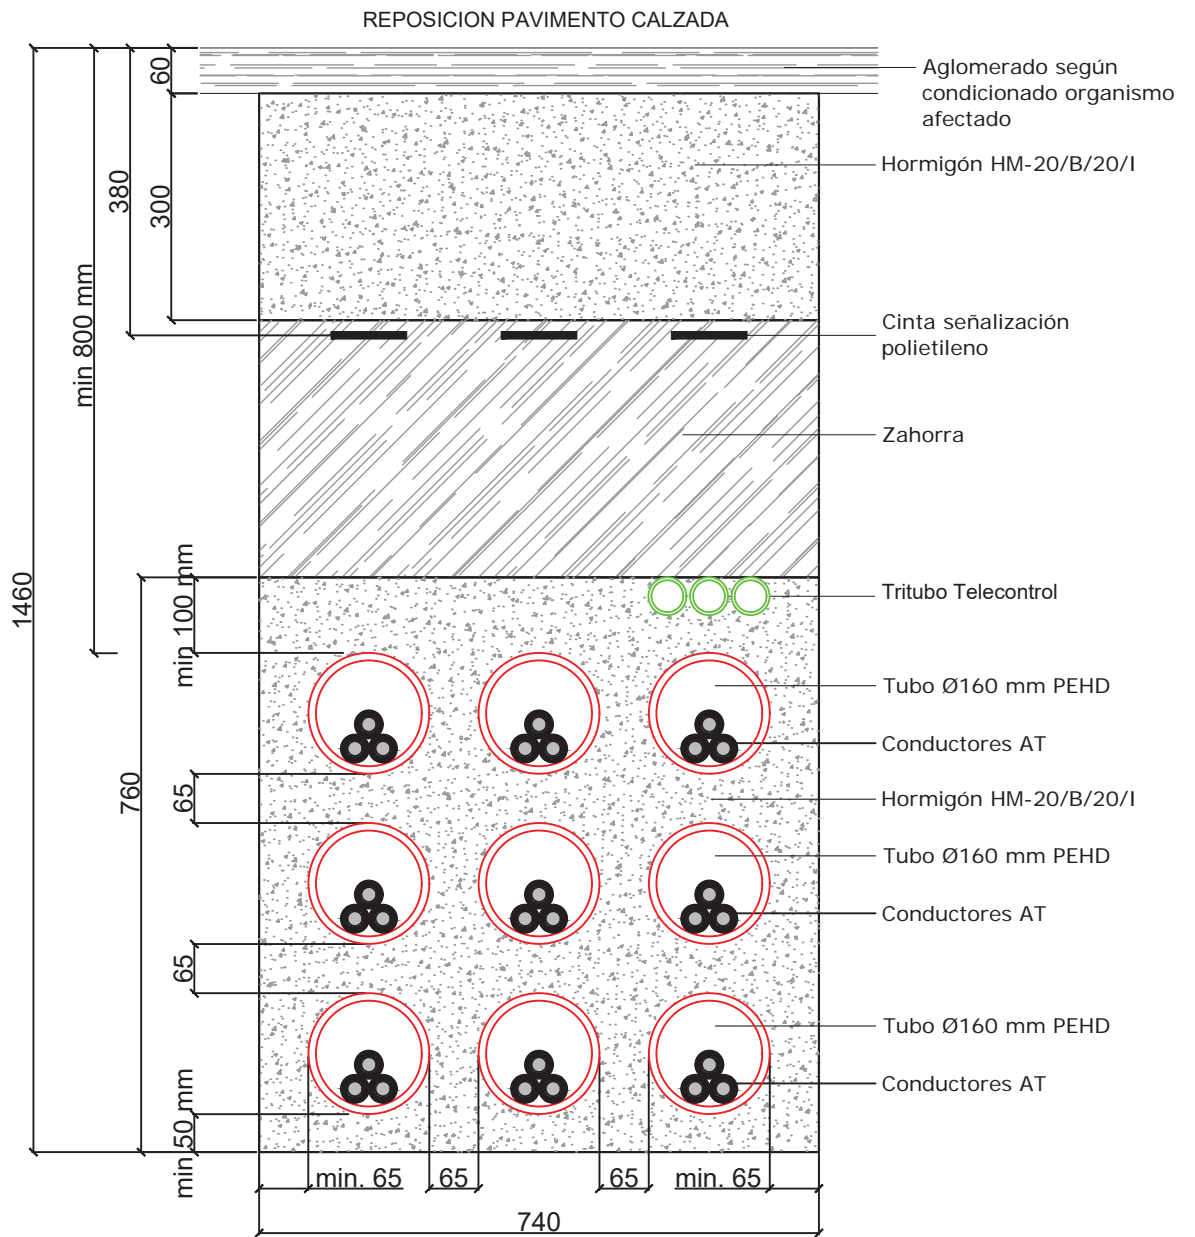 REPOSICION PAVIMENTO CALZADA
60
Aglomerado según
condicionado organismo
afectado
Hormigón HM-20/B/20/I
380
300
min 800 mm
Cinta señalización
polietileno
Zahorra
1460
min 100 mm
Tritubo Telecontrol
Tubo Ø160 mm PEHD
Conductores AT
760
65
Hormigón HM-20/B/20/I
Tubo Ø160 mm PEHD
Conductores AT
65
Tubo Ø160 mm PEHD
Conductores AT
min 50 mm
min. 65
65
65
min. 65
740